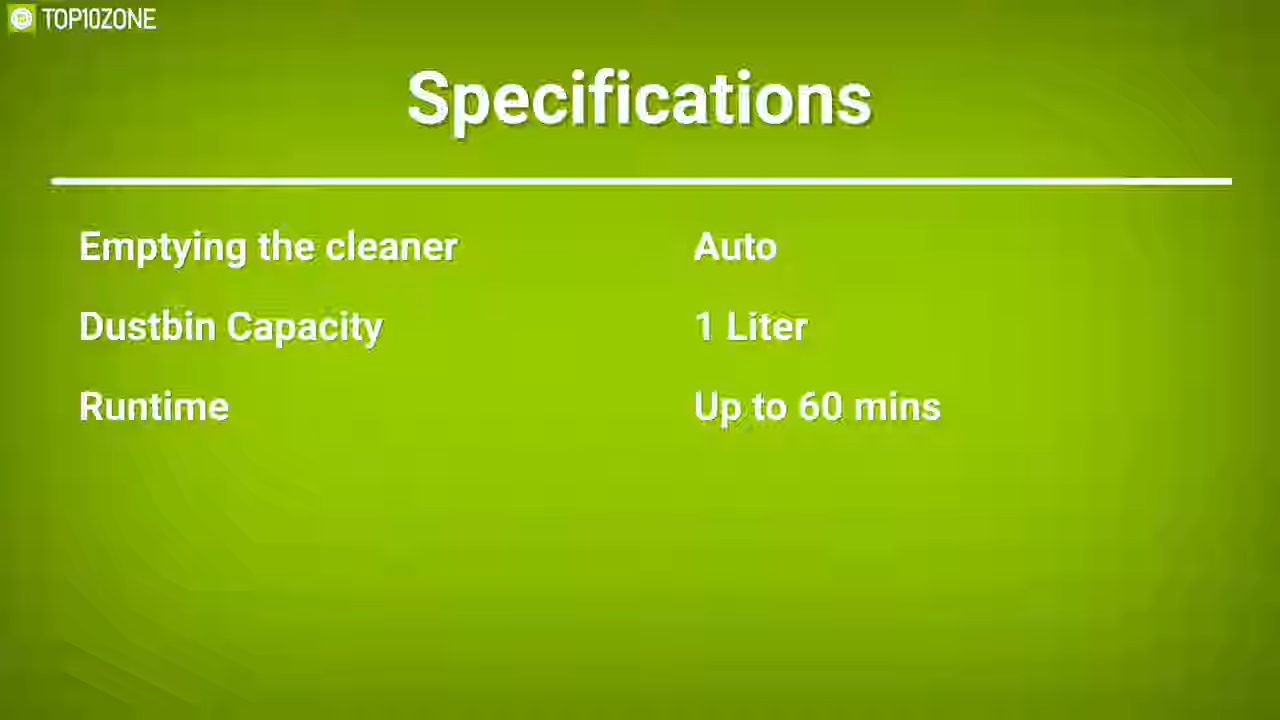 TOP10ZONE
Specifications
Emptying the cleaner Auto
Dustbin Capacity 1 Liter
Runtime Up to 60 mins